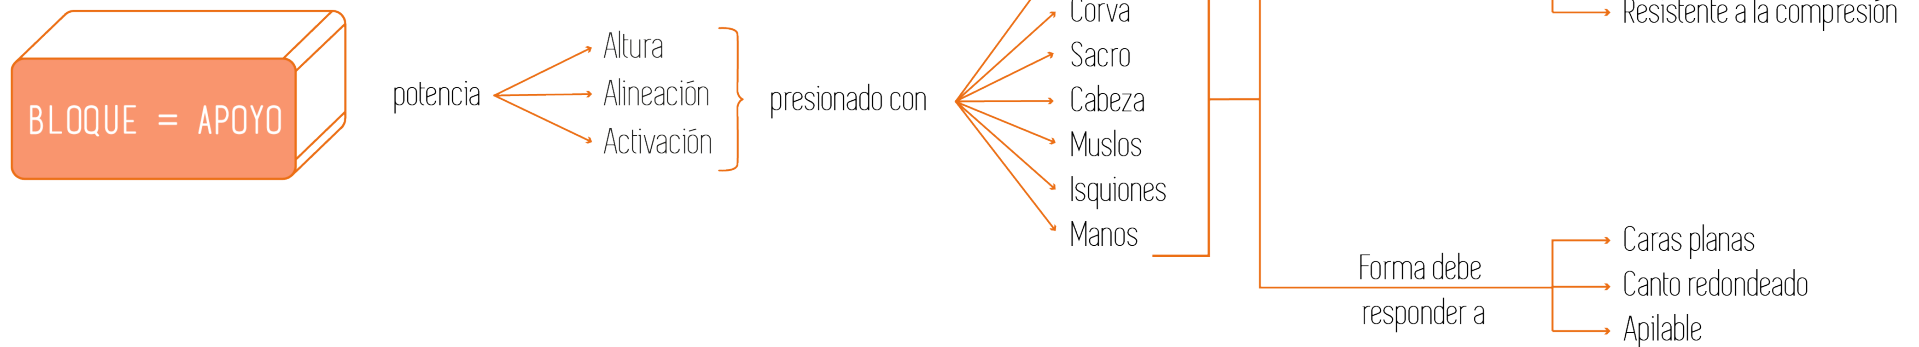 BLOQUE = APOYO
potencia
Altura
Alineación
Activación
presionado con
Corva
Sacro
Cabeza
Muslos
Isquiones
Manos
Resistente a la compresión
Forma debe
responder a
Caras planas
Canto redondeado
Apilable